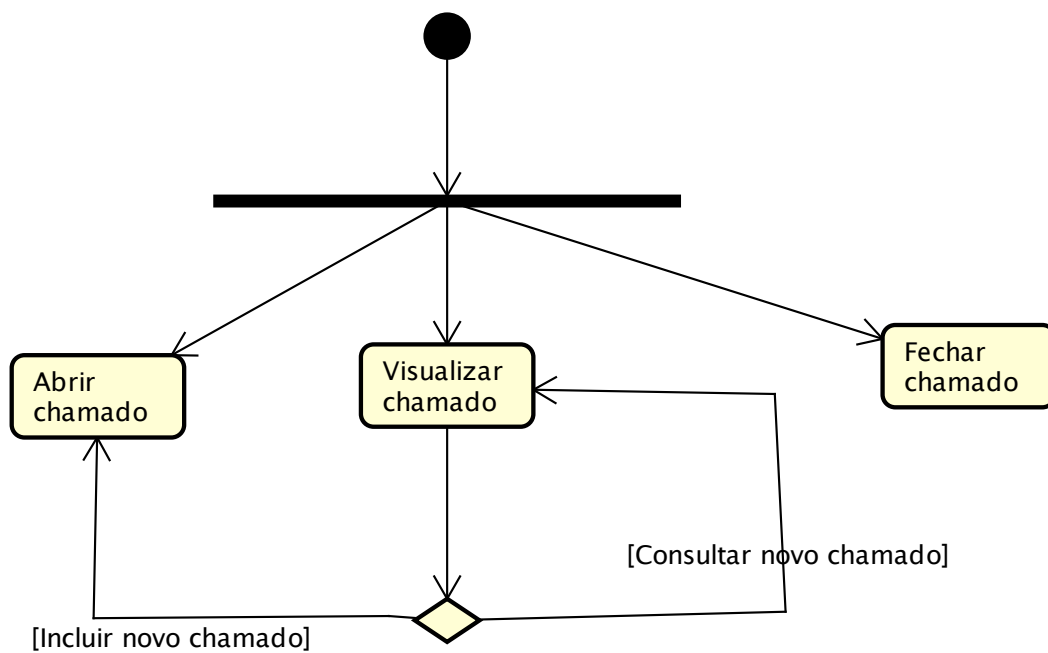 Abrir
chamado
Visualizar
chamado
Fechar
chamado
[Consultar novo chamado]
[Incluir novo chamado]